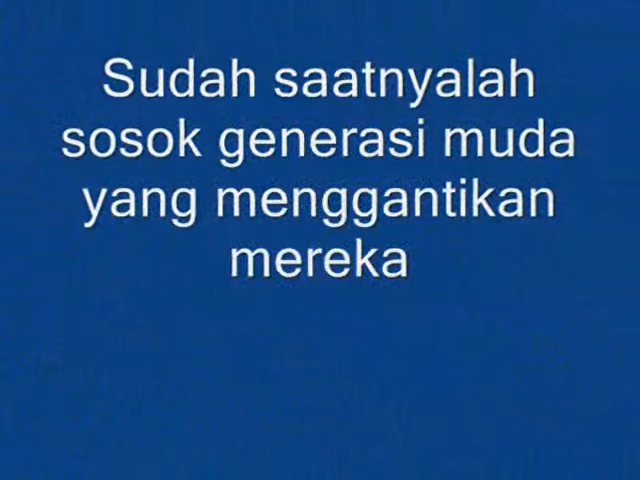 Sudah saatnyalah
sosok generasi muda
yang menggantikan
mereka